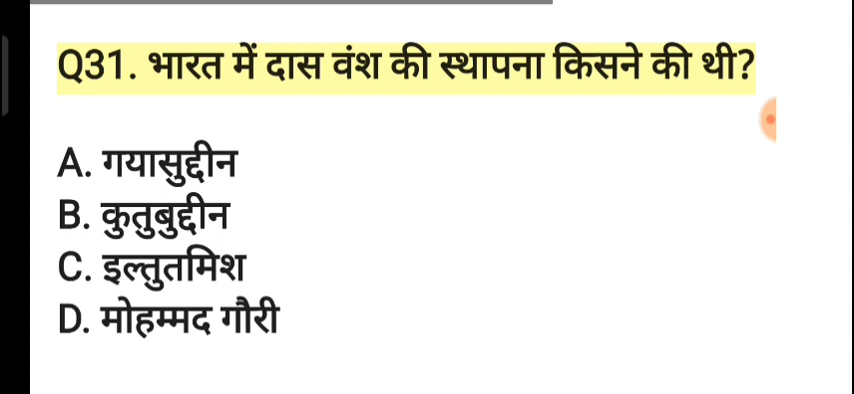 Q31. भारत में दास वंश की स्थापना किसने की थी?
A. गयासुद्दीन
B. कुतुबुद्दीन
C. इल्तुतमिश
D. मोहम्मद गौरी